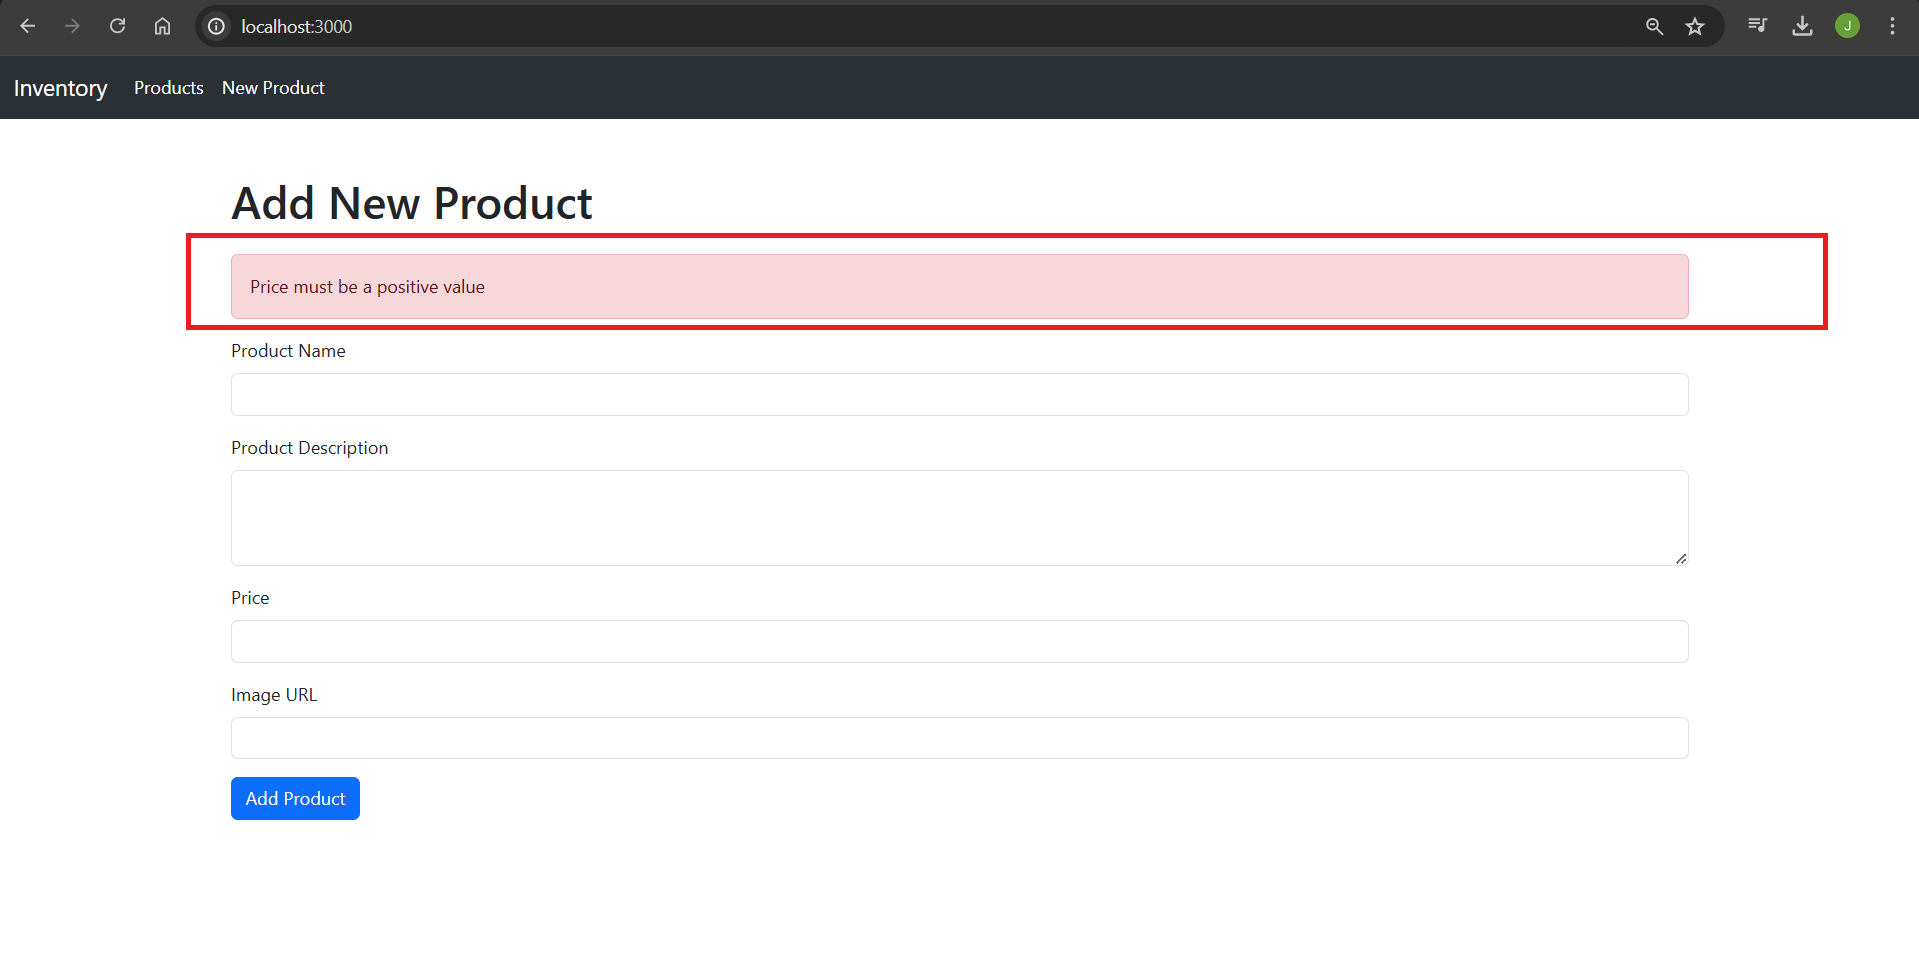 localhost:3000
J
Inventory Products New Product
Add New Product
Price must be a positive value
Product Name
Product Description
Price
Image URL
Add Product